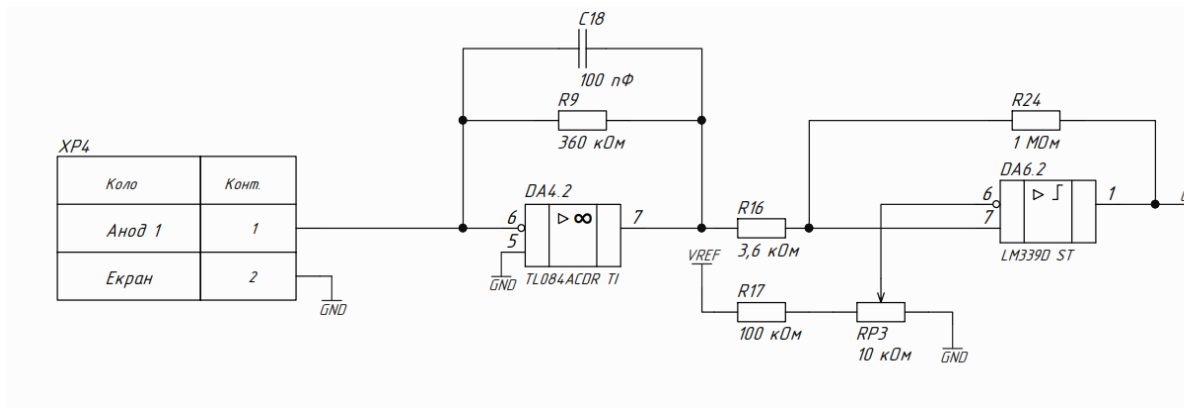 C18
100 пФ
R9
360 кОм
R24
1 МОм
XP4
Коло Конт.
Анод 1 1
Екран 2
GND
DA4.2
6 ▷ ∞ 7
5
GND
TL084ACDR TI
R16
3,6 кОм
DA6.2
6 ▷ 1
7
LM339D ST
VREF
R17
100 кОм
RP3
10 кОм
GND